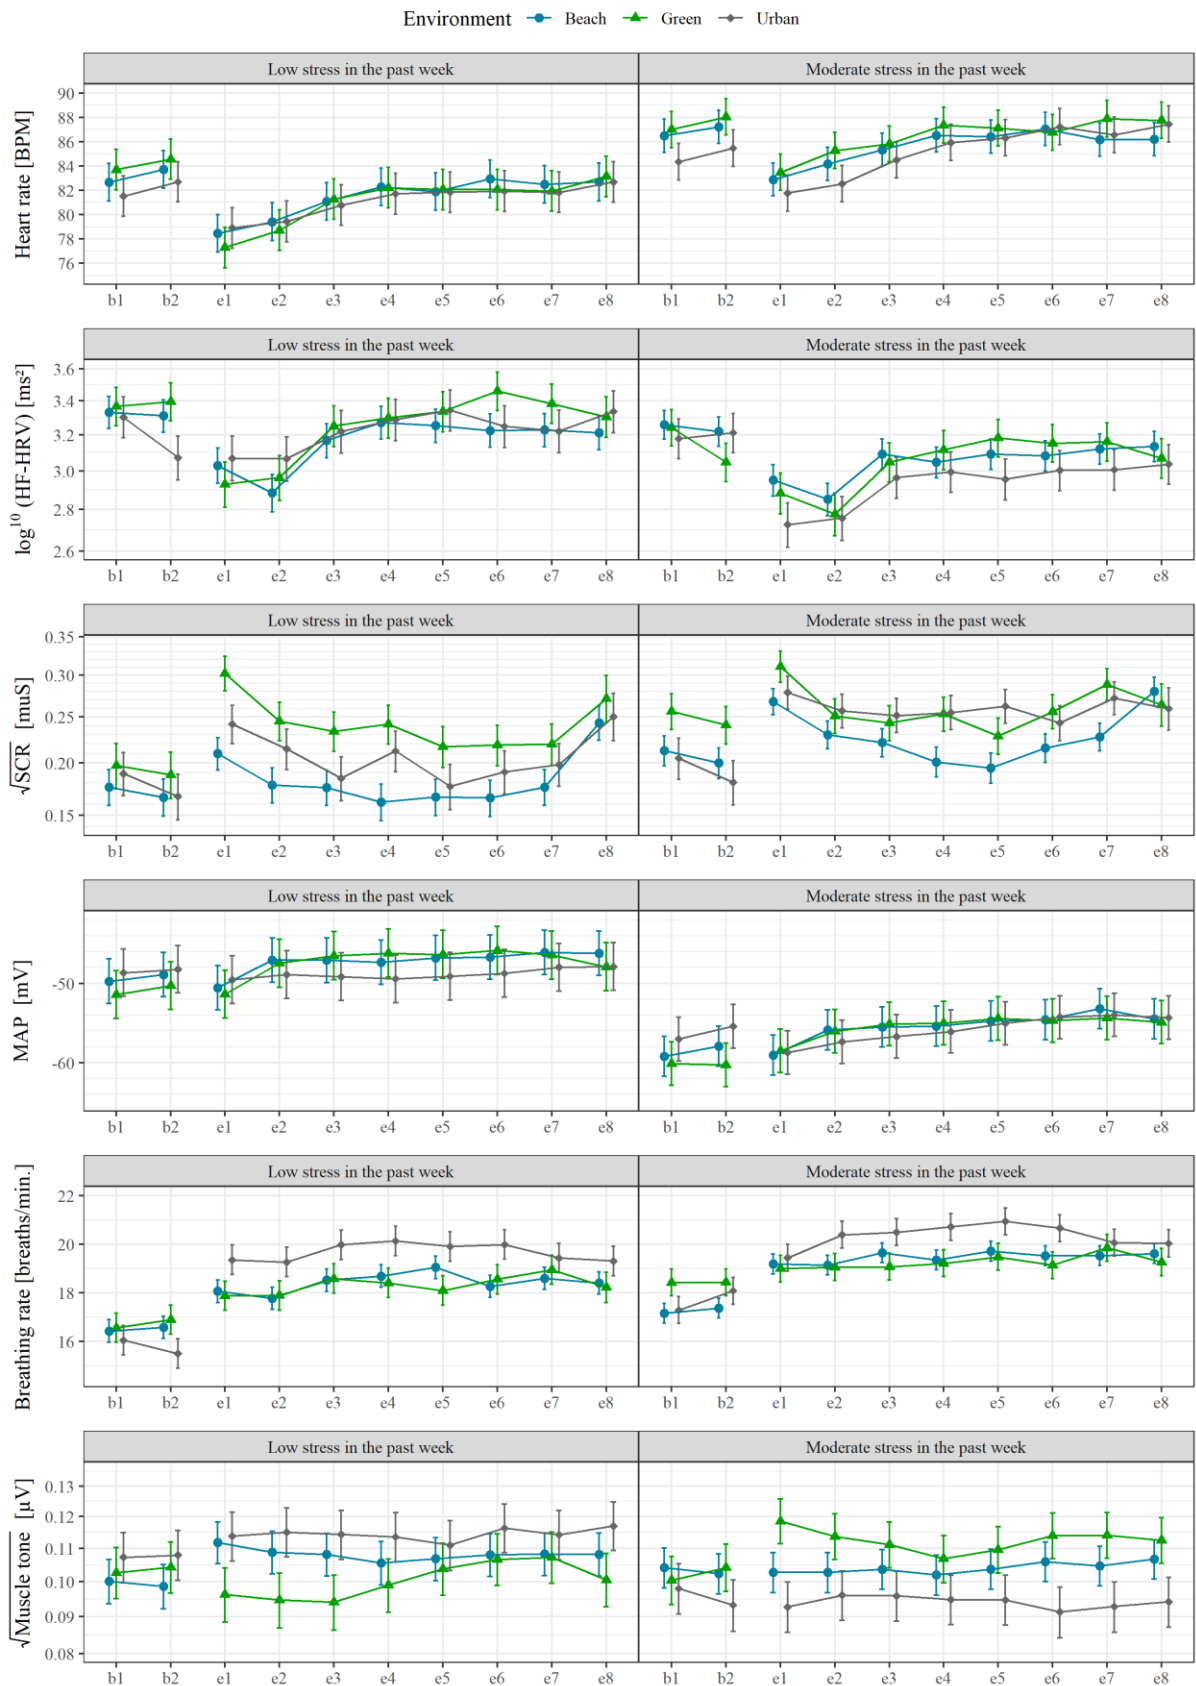 Environment Beach Green Urban
Low stress in the past week Moderate stress in the past week
Heart rate [BPM]
90
88
86
84
82
80
78
76
b1 b2 e1 e2 e3 e4 e5 e6 e7 e8 b1 b2 e1 e2 e3 e4 e5 e6 e7 e8
Low stress in the past week Moderate stress in the past week
log¹⁰ (HF-HRV) [ms²]
3.6
3.4
3.2
3.0
2.8
2.6
b1 b2 e1 e2 e3 e4 e5 e6 e7 e8 b1 b2 e1 e2 e3 e4 e5 e6 e7 e8
Low stress in the past week Moderate stress in the past week
√SCR [muS]
0.35
0.30
0.25
0.20
0.15
b1 b2 e1 e2 e3 e4 e5 e6 e7 e8 b1 b2 e1 e2 e3 e4 e5 e6 e7 e8
Low stress in the past week Moderate stress in the past week
MAP [mV]
-50
-60
b1 b2 e1 e2 e3 e4 e5 e6 e7 e8 b1 b2 e1 e2 e3 e4 e5 e6 e7 e8
Low stress in the past week Moderate stress in the past week
Breathing rate [breaths/min.]
22
20
18
16
b1 b2 e1 e2 e3 e4 e5 e6 e7 e8 b1 b2 e1 e2 e3 e4 e5 e6 e7 e8
Low stress in the past week Moderate stress in the past week
√Muscle tone [µV]
0.13
0.12
0.11
0.10
0.09
0.08
b1 b2 e1 e2 e3 e4 e5 e6 e7 e8 b1 b2 e1 e2 e3 e4 e5 e6 e7 e8